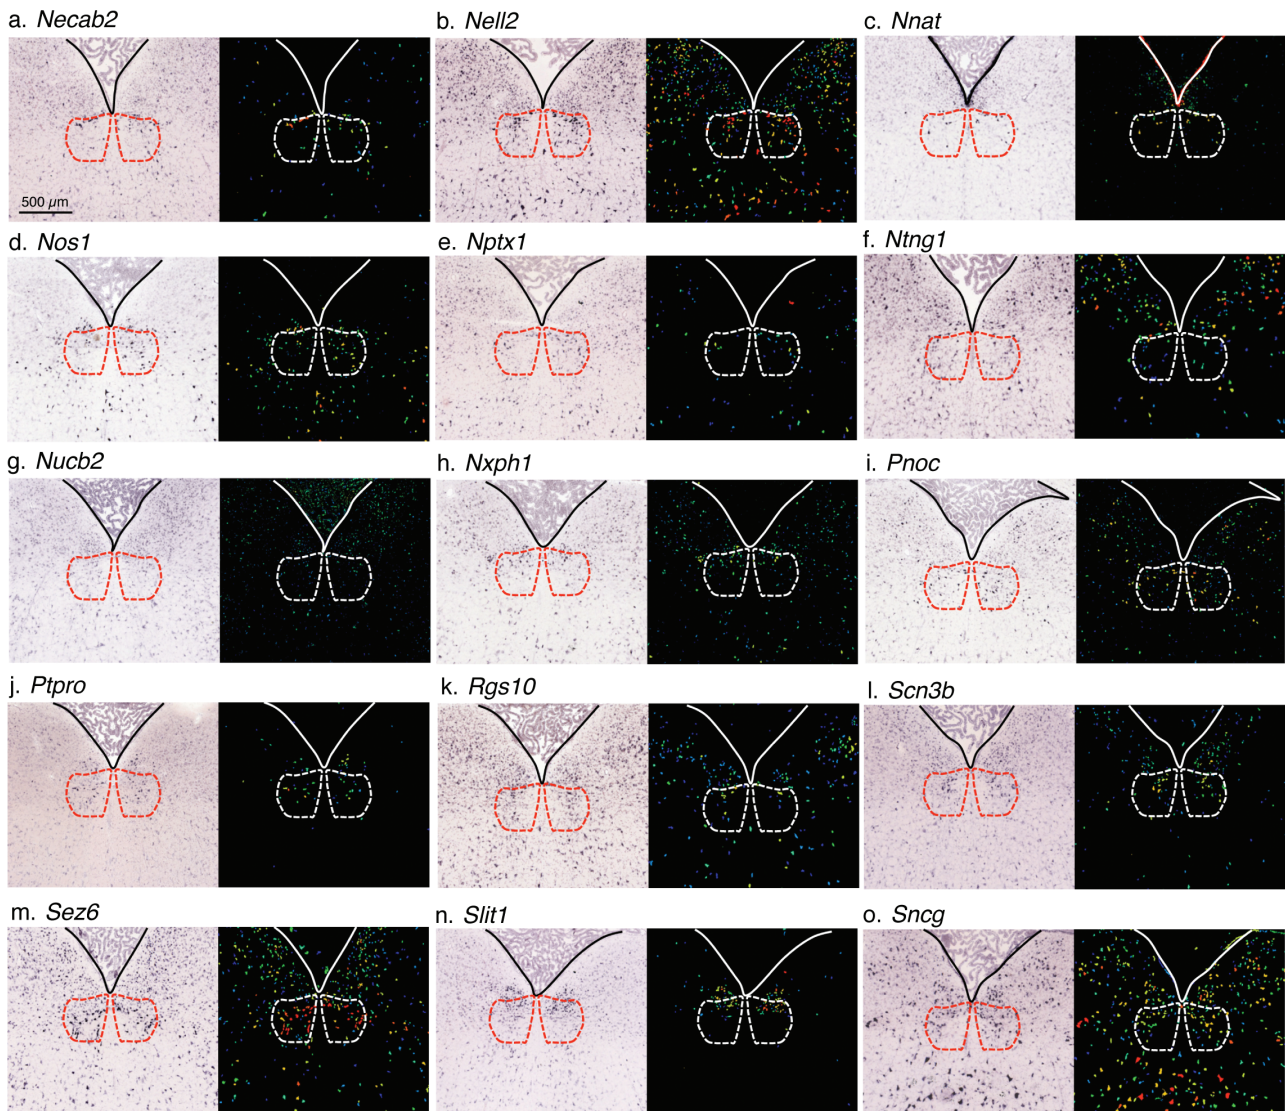 a. Necab2
b. Nell2
c. Nnat
500 µm
d. Nos1
e. Nptx1
f. Ntng1
g. Nucb2
h. Nxph1
i. Pnoc
j. Ptpro
k. Rgs10
l. Scn3b
m. Sez6
n. Slit1
o. Sncg